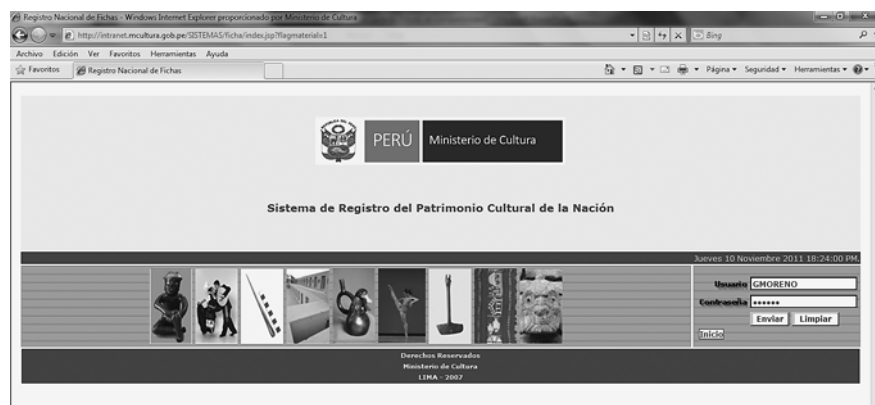 Registro Nacional de Fichas - Windows Internet Explorer proporcionado por Ministerio de Cultura
http://intranet.mcultura.gob.pe/SISTEMAS/ficha/index.jsp?flagmaterial=1
Bing
Archivo Edición Ver Favoritos Herramientas Ayuda
Favoritos Registro Nacional de Fichas Página Seguridad Herramientas
PERÚ Ministerio de Cultura
Sistema de Registro del Patrimonio Cultural de la Nación
Jueves 10 Noviembre 2011 18:24:00 PM.
Usuario GMORENO
Contraseña ••••••
Enviar Limpiar
Inicio
Derechos Reservados
Ministerio de Cultura
LIMA - 2007